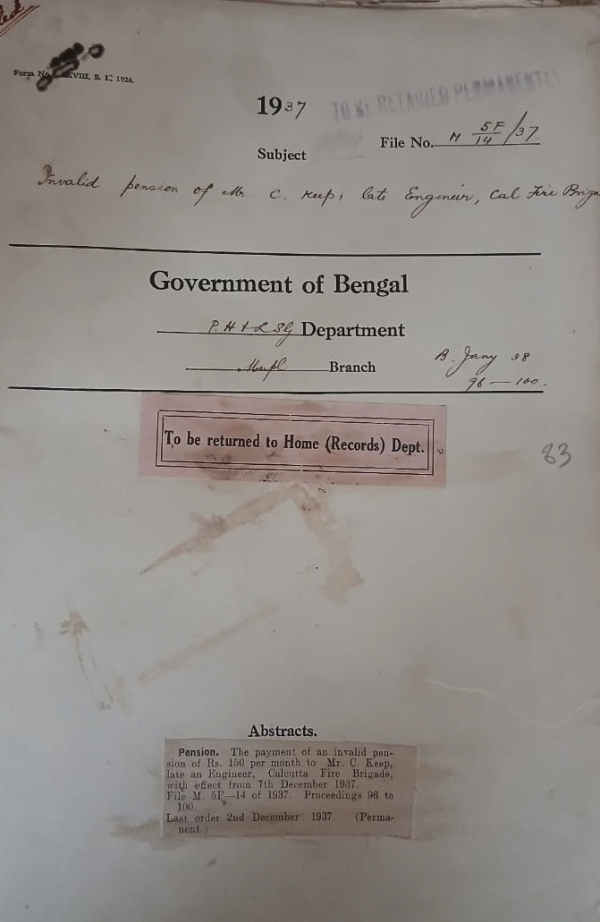 Form No. XVIII, S. I., 1924.
1937
TO BE RETAINED PERMANENTLY
File No. M 5F/14/37
Subject
Invalid pension of Mr. C. Keep, late Engineer, Cal Fire Briga
Government of Bengal
P. H & L SG Department
Mupl Branch
B. Jany 38
96 — 100.
To be returned to Home (Records) Dept.
83
Abstracts.
Pension. The payment of an invalid pen-
sion of Rs. 150 per month to Mr. C. Keep,
late an Engineer, Calcutta Fire Brigade,
with effect from 7th December 1937.
File M. 5F—14 of 1937. Proceedings 96 to
100.
Last order 2nd December 1937. (Perma-
nent.)